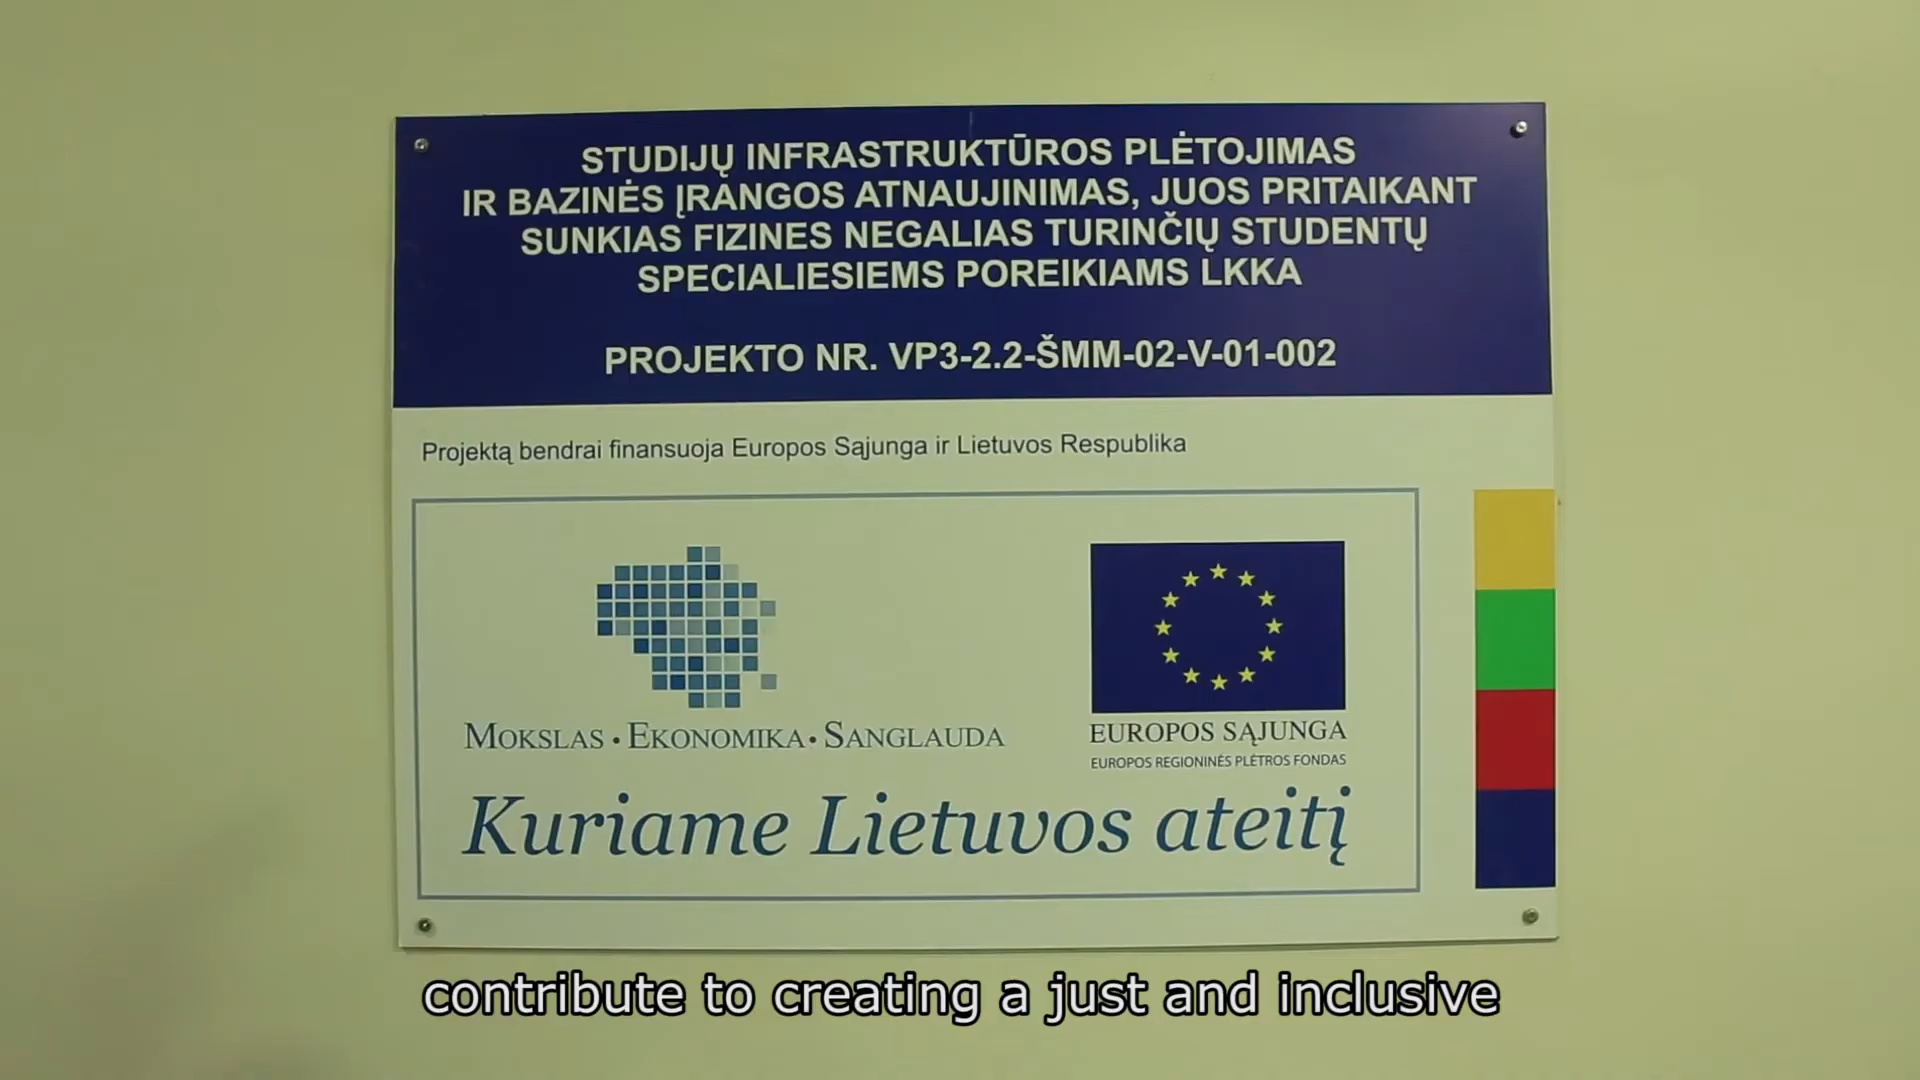 STUDIJŲ INFRASTRUKTŪROS PLĖTOJIMAS
IR BAZINĖS ĮRANGOS ATNAUJINIMAS, JUOS PRITAIKANT
SUNKIAS FIZINES NEGALIAS TURINČIŲ STUDENTŲ
SPECIALIESIEMS POREIKIAMS LKKA
PROJEKTO NR. VP3-2.2-ŠMM-02-V-01-002
Projektą bendrai finansuoja Europos Sąjunga ir Lietuvos Respublika
MOKSLAS • EKONOMIKA • SANGLAUDA
EUROPOS SĄJUNGA
EUROPOS REGIONINĖS PLĖTROS FONDAS
Kuriame Lietuvos ateitį
contribute to creating a just and inclusive